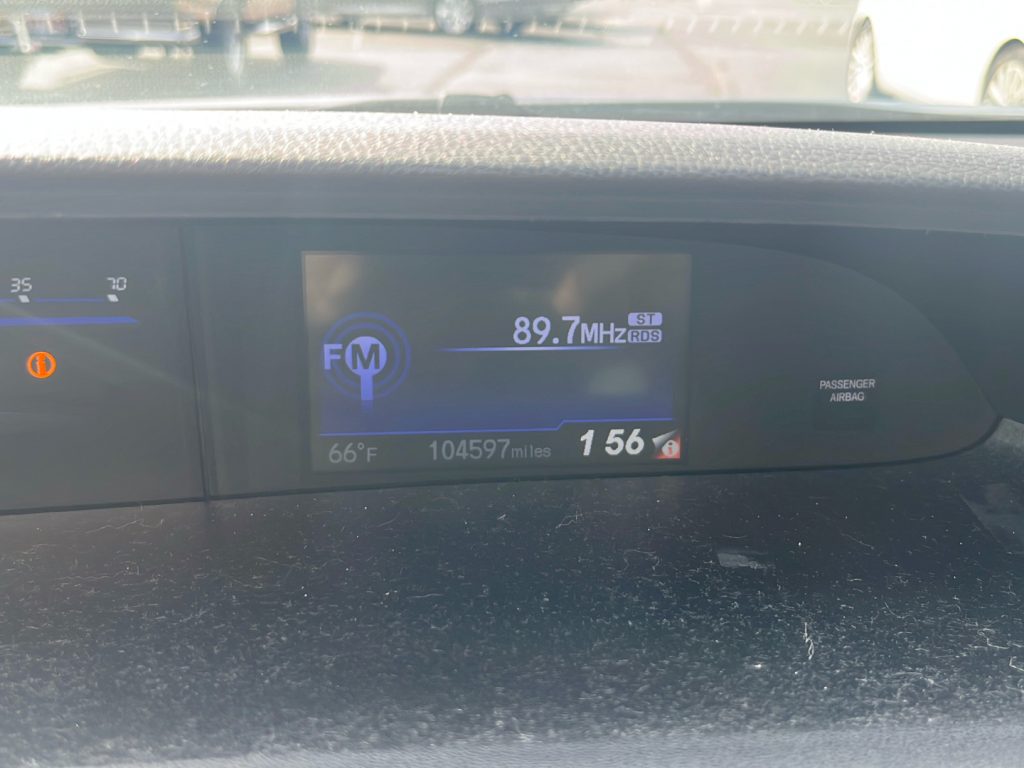 35 70
ST
89.7MHz RDS
FM
PASSENGER
AIRBAG
66°F 104597miles 1 56